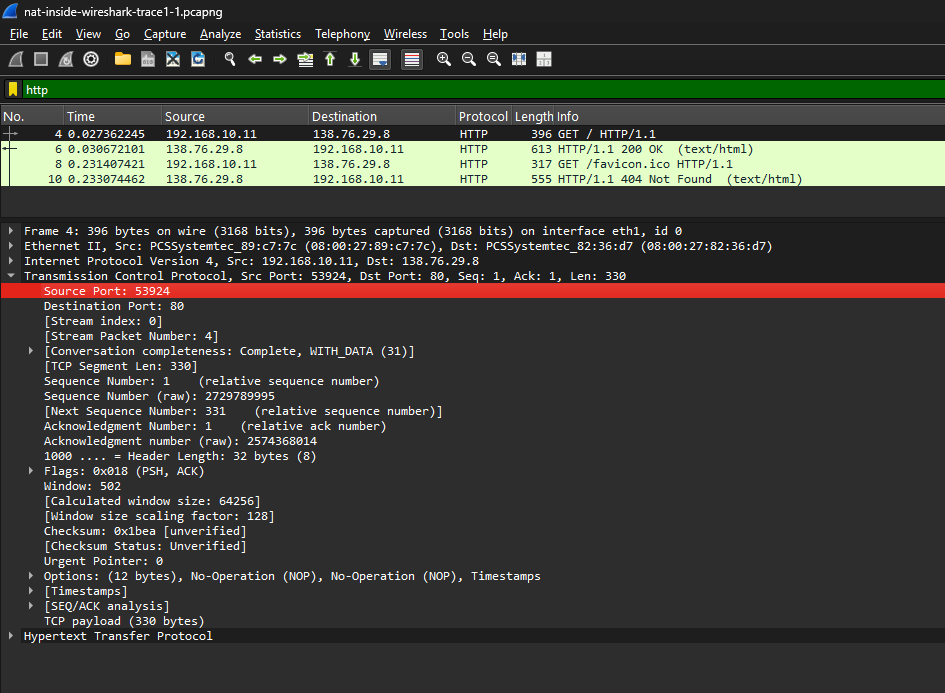 nat-inside-wireshark-trace1-1.pcapng
File Edit View Go Capture Analyze Statistics Telephony Wireless Tools Help
http
No. Time Source Destination Protocol Length Info
4 0.027362245 192.168.10.11 138.76.29.8 HTTP 396 GET / HTTP/1.1
6 0.030672101 138.76.29.8 192.168.10.11 HTTP 613 HTTP/1.1 200 OK (text/html)
8 0.231407421 192.168.10.11 138.76.29.8 HTTP 317 GET /favicon.ico HTTP/1.1
10 0.233074462 138.76.29.8 192.168.10.11 HTTP 555 HTTP/1.1 404 Not Found (text/html)
Frame 4: 396 bytes on wire (3168 bits), 396 bytes captured (3168 bits) on interface eth1, id 0
Ethernet II, Src: PCSSystemtec_89:c7:7c (08:00:27:89:c7:7c), Dst: PCSSystemtec_82:36:d7 (08:00:27:82:36:d7)
Internet Protocol Version 4, Src: 192.168.10.11, Dst: 138.76.29.8
Transmission Control Protocol, Src Port: 53924, Dst Port: 80, Seq: 1, Ack: 1, Len: 330
Source Port: 53924
Destination Port: 80
[Stream index: 0]
[Stream Packet Number: 4]
[Conversation completeness: Complete, WITH_DATA (31)]
[TCP Segment Len: 330]
Sequence Number: 1 (relative sequence number)
Sequence Number (raw): 2729789995
[Next Sequence Number: 331 (relative sequence number)]
Acknowledgment Number: 1 (relative ack number)
Acknowledgment number (raw): 2574368014
1000 .... = Header Length: 32 bytes (8)
Flags: 0x018 (PSH, ACK)
Window: 502
[Calculated window size: 64256]
[Window size scaling factor: 128]
Checksum: 0x1bea [unverified]
[Checksum Status: Unverified]
Urgent Pointer: 0
Options: (12 bytes), No-Operation (NOP), No-Operation (NOP), Timestamps
[Timestamps]
[SEQ/ACK analysis]
TCP payload (330 bytes)
Hypertext Transfer Protocol